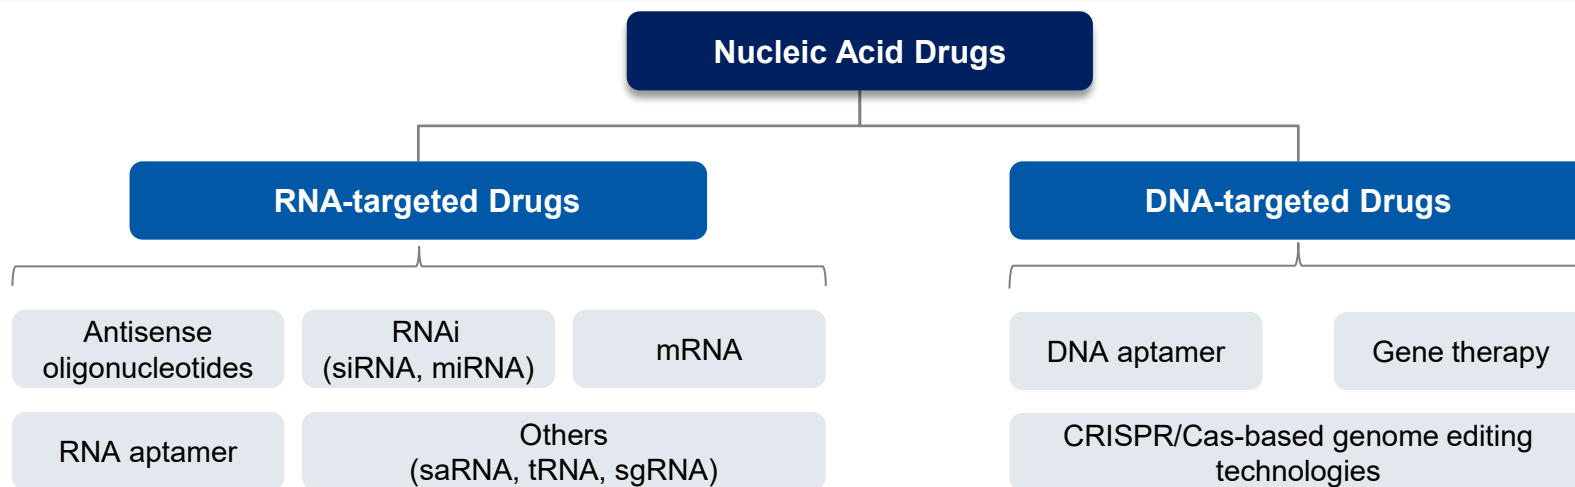 Nucleic Acid Drugs
RNA-targeted Drugs
DNA-targeted Drugs
Antisense
oligonucleotides
RNAi
(siRNA, miRNA)
mRNA
DNA aptamer
Gene therapy
RNA aptamer
Others
(saRNA, tRNA, sgRNA)
CRISPR/Cas-based genome editing
technologies